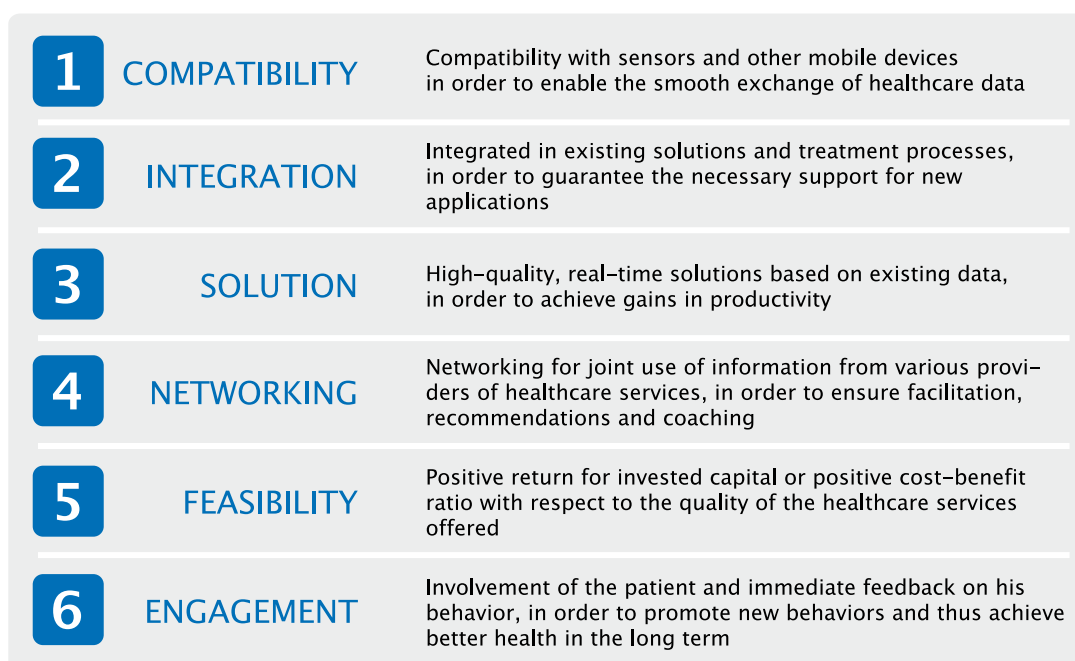 1 COMPATIBILITY
Compatibility with sensors and other mobile devices
in order to enable the smooth exchange of healthcare data
2 INTEGRATION
Integrated in existing solutions and treatment processes,
in order to guarantee the necessary support for new
applications
3 SOLUTION
High-quality, real-time solutions based on existing data,
in order to achieve gains in productivity
4 NETWORKING
Networking for joint use of information from various provi-
ders of healthcare services, in order to ensure facilitation,
recommendations and coaching
5 FEASIBILITY
Positive return for invested capital or positive cost-benefit
ratio with respect to the quality of the healthcare services
offered
6 ENGAGEMENT
Involvement of the patient and immediate feedback on his
behavior, in order to promote new behaviors and thus achieve
better health in the long term